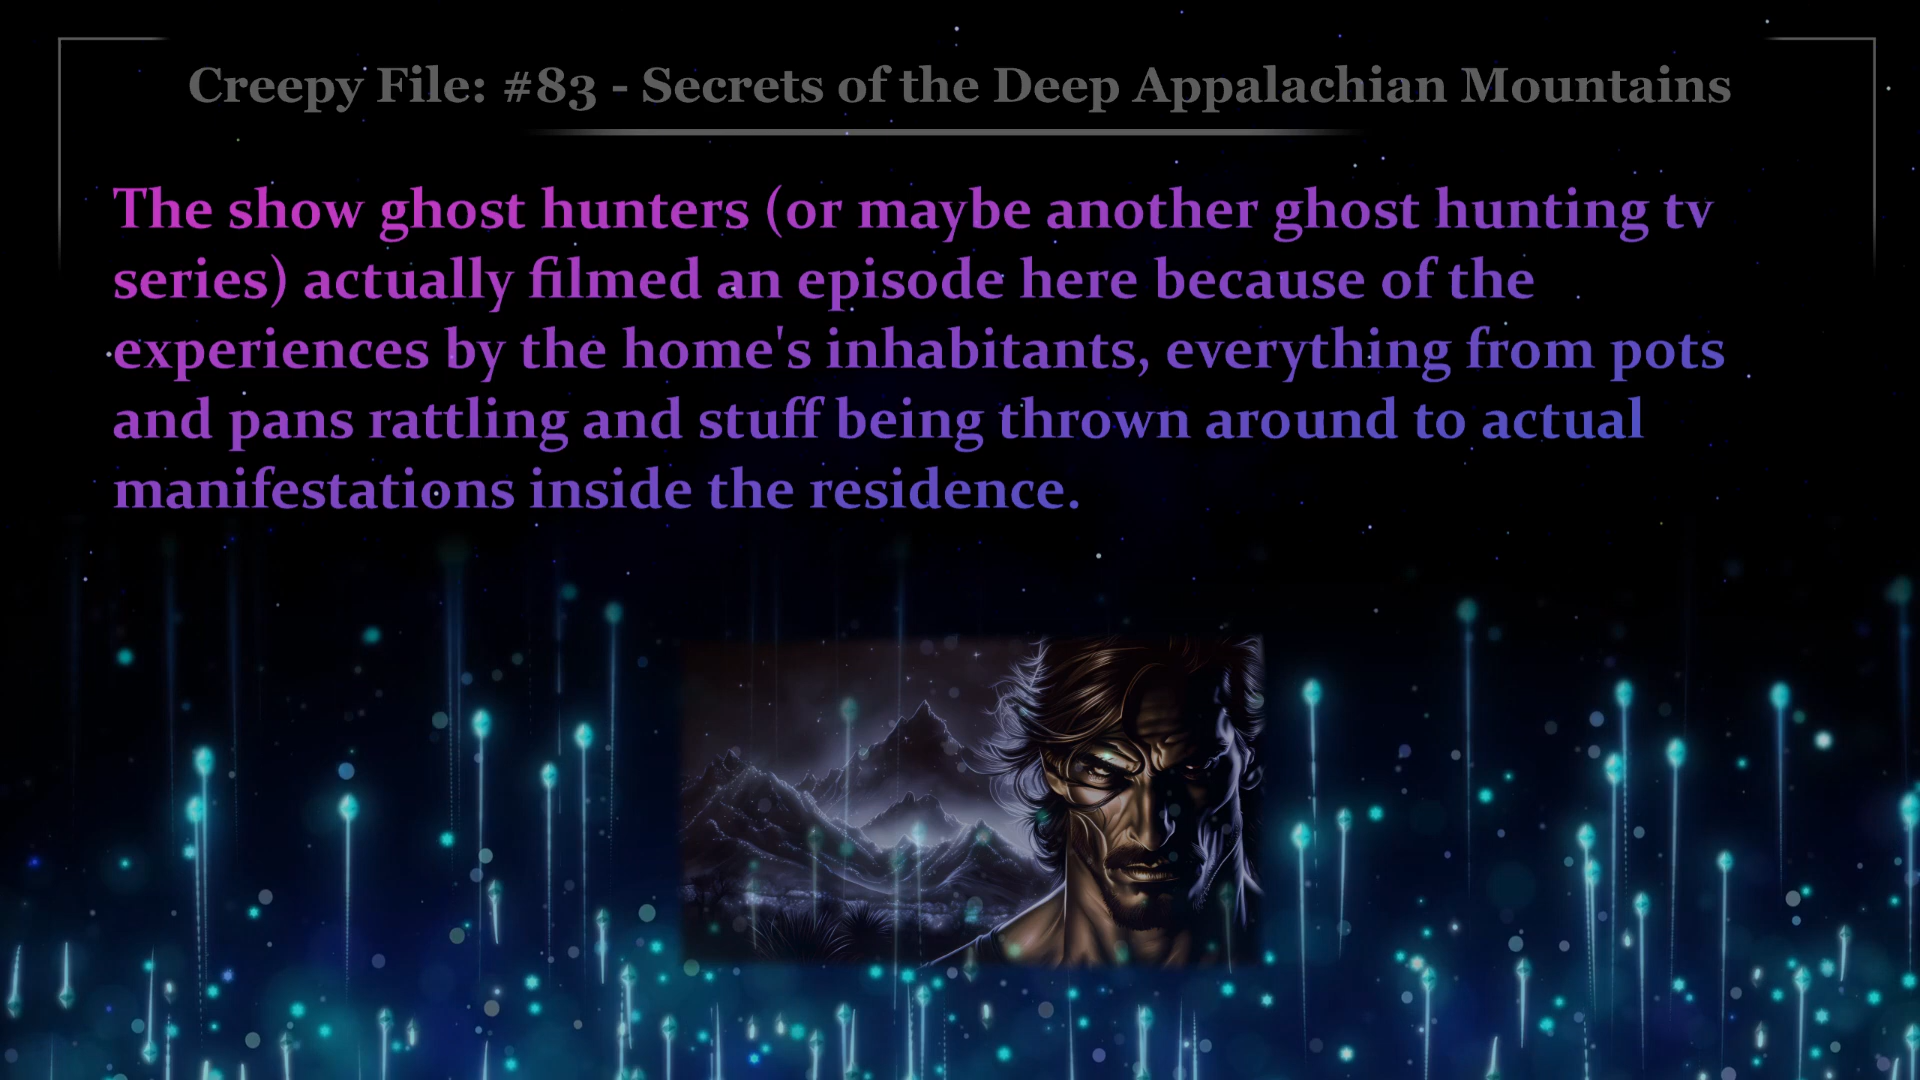 Creepy File: #83 - Secrets of the Deep Appalachian Mountains
The show ghost hunters (or maybe another ghost hunting tv
series) actually filmed an episode here because of the
experiences by the home's inhabitants, everything from pots
and pans rattling and stuff being thrown around to actual
manifestations inside the residence.